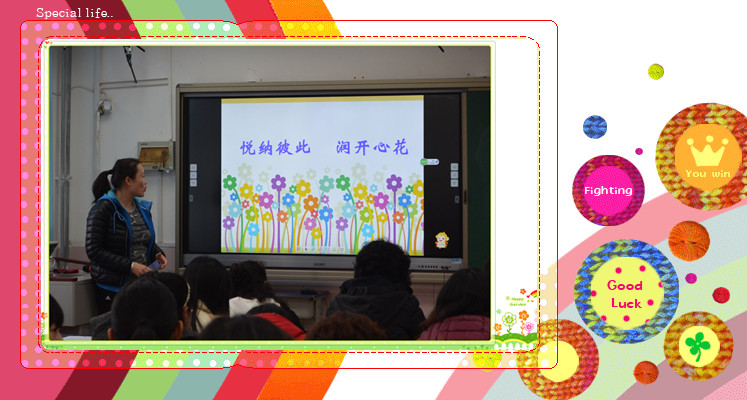 Special life..
悦纳彼此 润开心花
You win
Fighting
Good
Luck